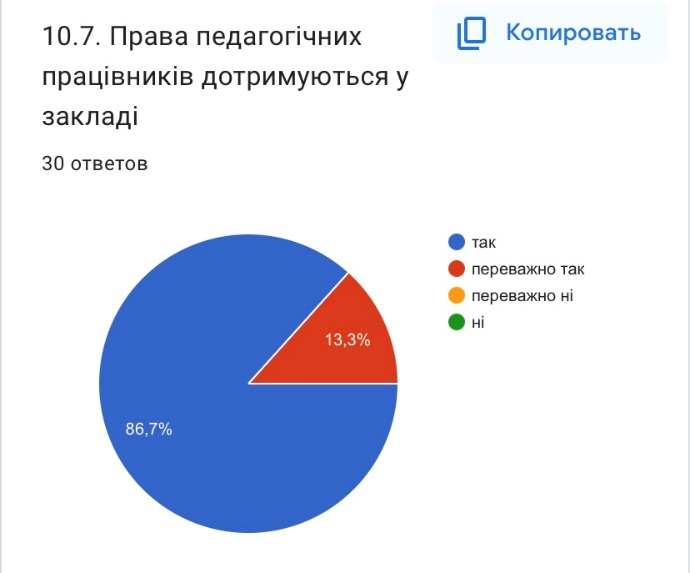 10.7. Права педагогічних
працівників дотримуються у
закладі
Копировать
30 ответов
так
переважно так
переважно ні
ні
13,3%
86,7%